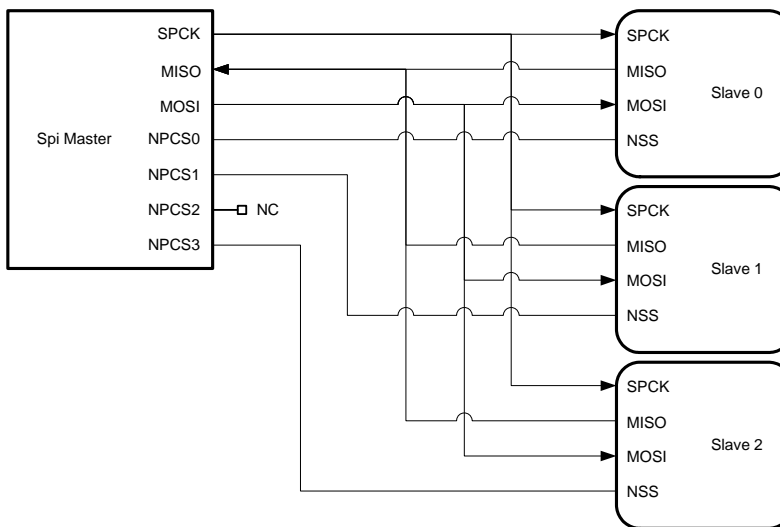 Spi Master
SPCK
MISO
MOSI
NPCS0
NPCS1
NPCS2
NC
NPCS3
SPCK
MISO
MOSI
NSS
Slave 0
SPCK
MISO
MOSI
NSS
Slave 1
SPCK
MISO
MOSI
NSS
Slave 2